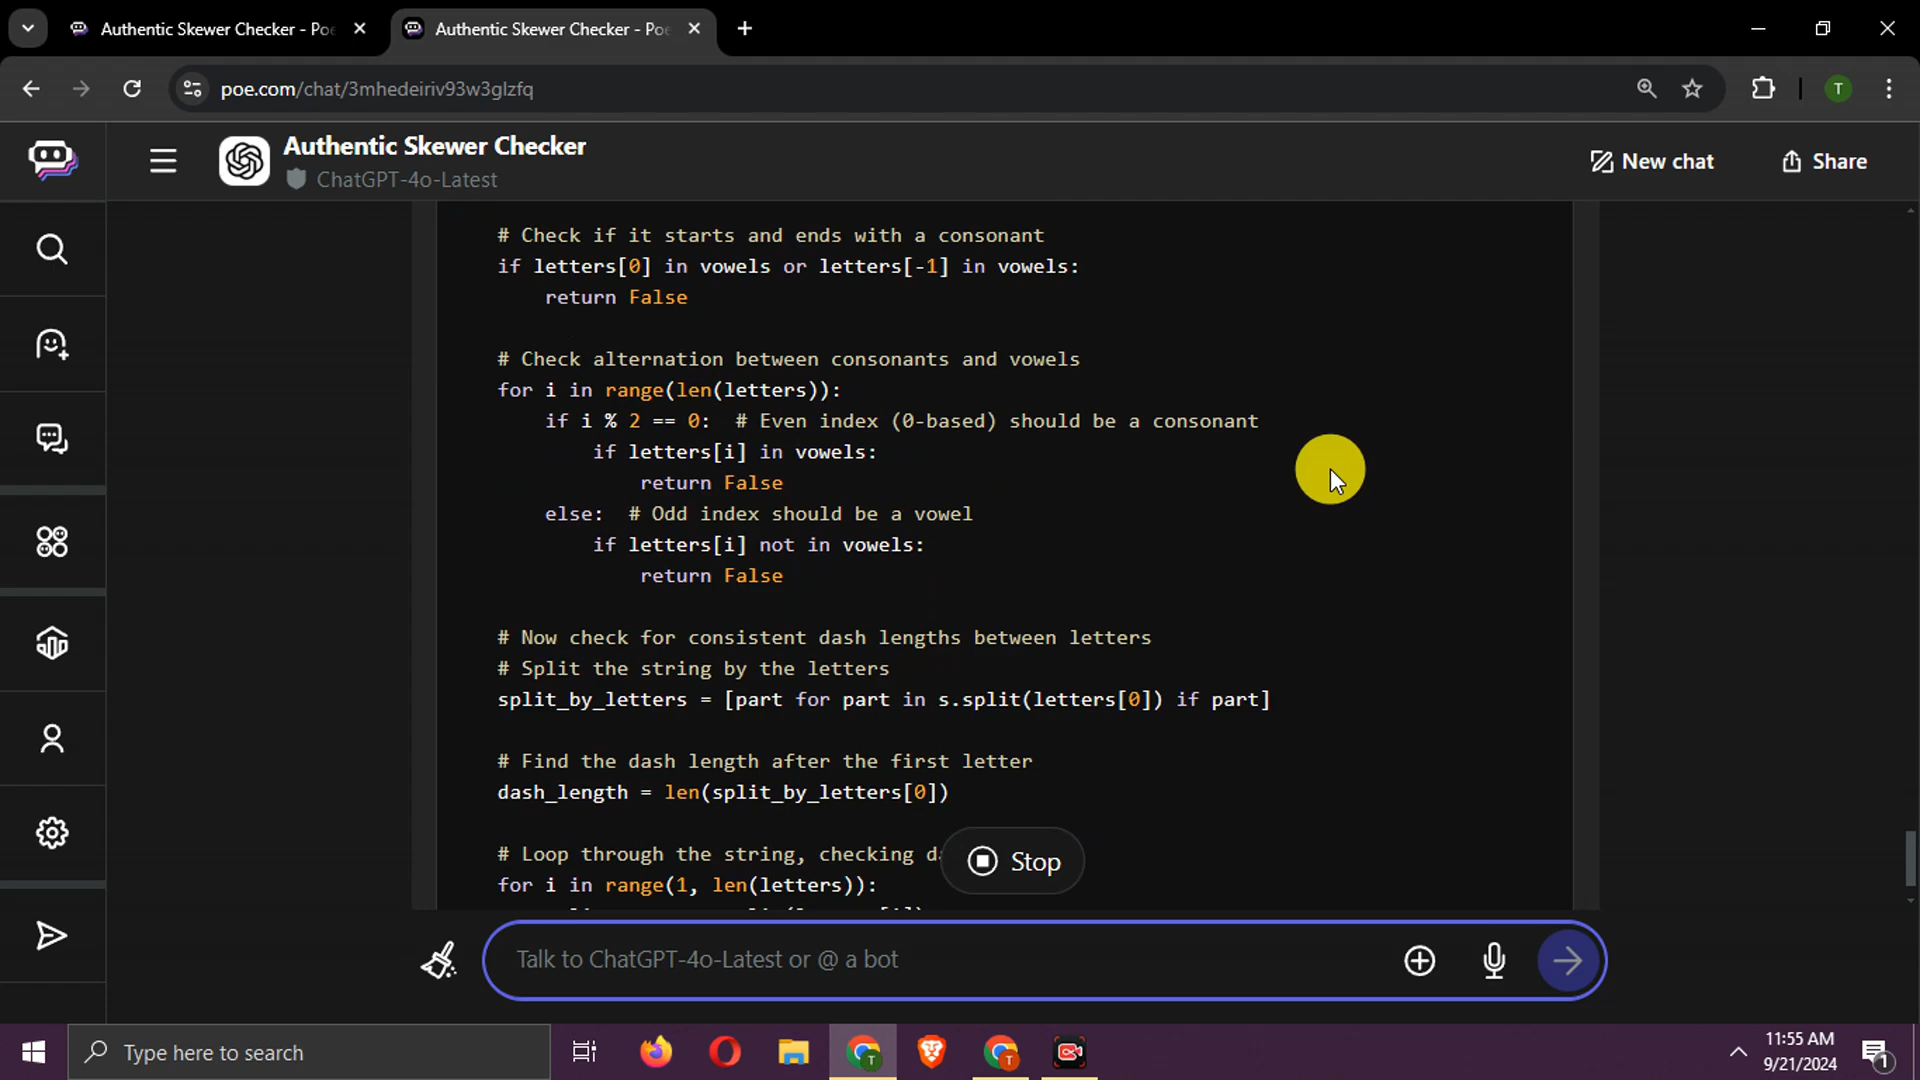 Authentic Skewer Checker - Poe
Authentic Skewer Checker - Poe
poe.com/chat/3mhedeiriv93w3glzfq
T
Authentic Skewer Checker
ChatGPT-4o-Latest
New chat
Share
# Check if it starts and ends with a consonant
if letters[0] in vowels or letters[-1] in vowels:
return False
# Check alternation between consonants and vowels
for i in range(len(letters)):
if i % 2 == 0:  # Even index (0-based) should be a consonant
if letters[i] in vowels:
return False
else:  # Odd index should be a vowel
if letters[i] not in vowels:
return False
# Now check for consistent dash lengths between letters
# Split the string by the letters
split_by_letters = [part for part in s.split(letters[0]) if part]
# Find the dash length after the first letter
dash_length = len(split_by_letters[0])
# Loop through the string, checking
Stop
for i in range(1, len(letters)):
Talk to ChatGPT-4o-Latest or @ a bot
Type here to search
T
T
11:55 AM
9/21/2024
1